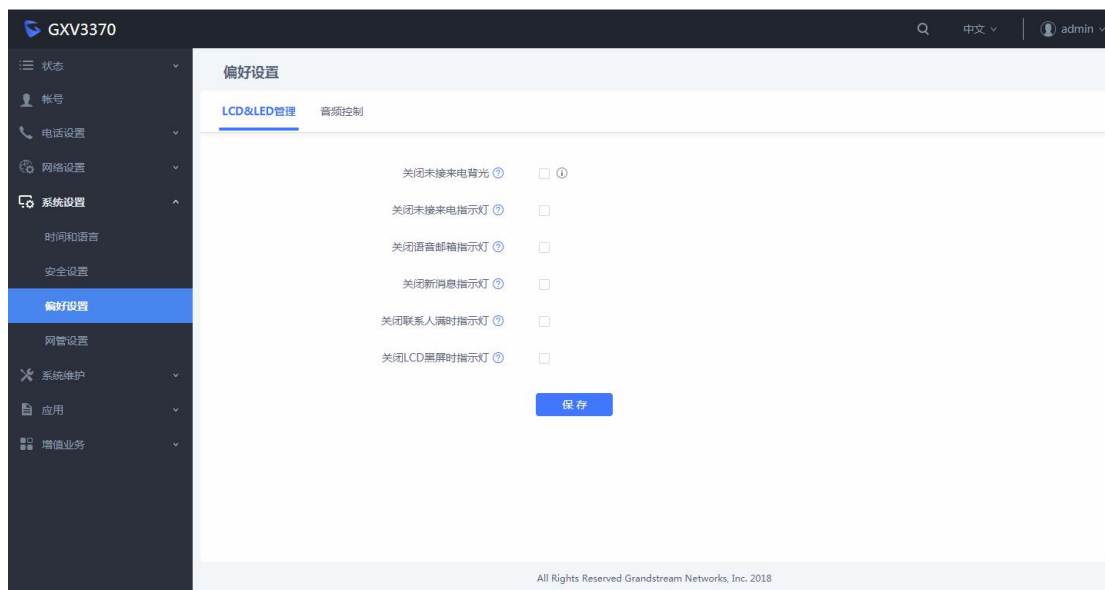 GXV3370
中文
admin
状态
帐号
电话设置
网络设置
系统设置
时间和语言
安全设置
偏好设置
网管设置
系统维护
应用
增值业务
偏好设置
LCD&LED管理 音频控制
关闭未接来电背光
关闭未接来电指示灯
关闭语音邮箱指示灯
关闭新消息指示灯
关闭联系人满时指示灯
关闭LCD黑屏时指示灯
保存
All Rights Reserved Grandstream Networks, Inc. 2018